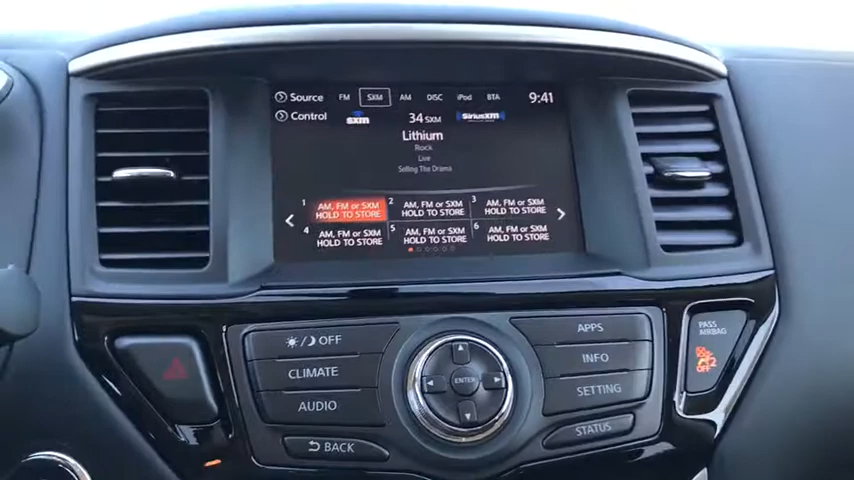 Source FM SXM AM DISC iPod BTA 9:41
Control SXM 34 SXM SiriusXM
Lithium
Rock
Live
Selling The Drama
1 AM, FM or SXM HOLD TO STORE
2 AM, FM or SXM HOLD TO STORE
3 AM, FM or SXM HOLD TO STORE
4 AM, FM or SXM HOLD TO STORE
5 AM, FM or SXM HOLD TO STORE
6 AM, FM or SXM HOLD TO STORE
OFF
CLIMATE
AUDIO
BACK
ENTER
APPS
INFO
SETTING
STATUS
PASS AIRBAG
2
OFF